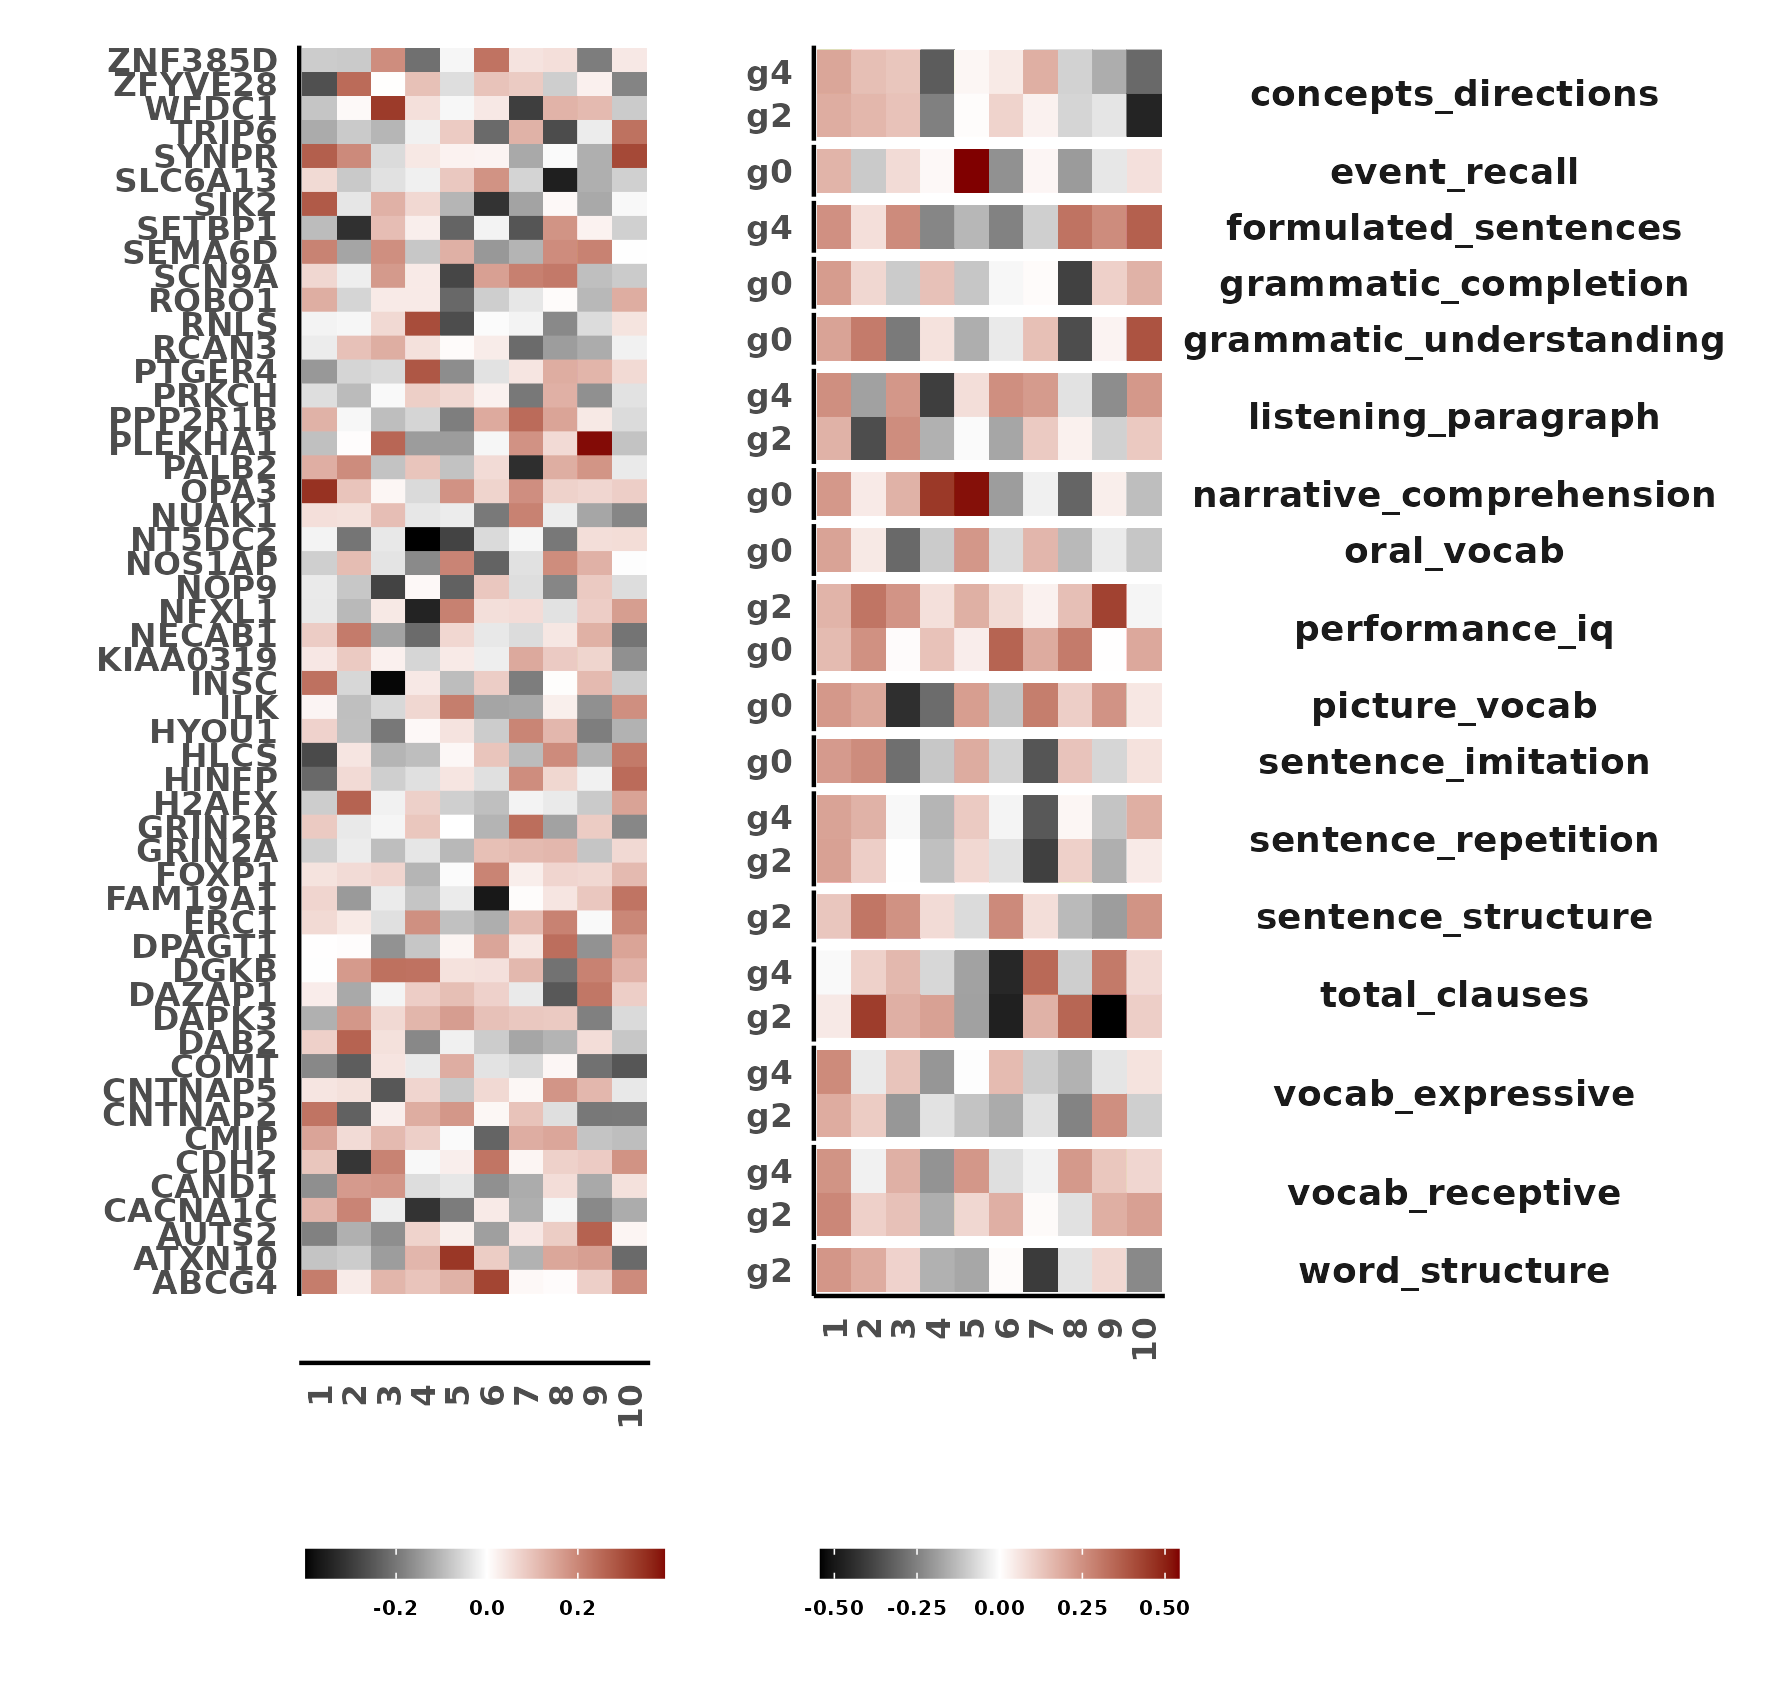 ZNF385D
ZFYVE28
WFDC1
TRIP6
SYNPR
SLC6A13
SIK2
SETBP1
SEMA6D
SCN9A
ROBO1
RNLS
RCAN3
PTGER4
PRKCH
PPP2R1B
PLEKHA1
PALB2
OPA3
NUAK1
NT5DC2
NOS1AP
NOP9
NFXL1
NECAB1
KIAA0319
INSC
ILK
HYOU1
HLCS
HINFP
H2AFX
GRIN2B
GRIN2A
FOXP1
FAM19A1
ERC1
DPAGT1
DGKB
DAZAP1
DAPK3
DAB2
COMT
CNTNAP5
CNTNAP2
CMIP
CDH2
CAND1
CACNA1C
AUTS2
ATXN10
ABCG4
1 2 3 4 5 6 7 8 9 10
-0.2 0.0 0.2
g4
g2
concepts_directions
g0
event_recall
g4
formulated_sentences
g0
grammatic_completion
g0
grammatic_understanding
g4
g2
listening_paragraph
g0
narrative_comprehension
g0
oral_vocab
g2
g0
performance_iq
g0
picture_vocab
g0
sentence_imitation
g4
g2
sentence_repetition
g2
sentence_structure
g4
g2
total_clauses
g4
g2
vocab_expressive
g4
g2
vocab_receptive
g2
word_structure
1 2 3 4 5 6 7 8 9 10
-0.50 -0.25 0.00 0.25 0.50